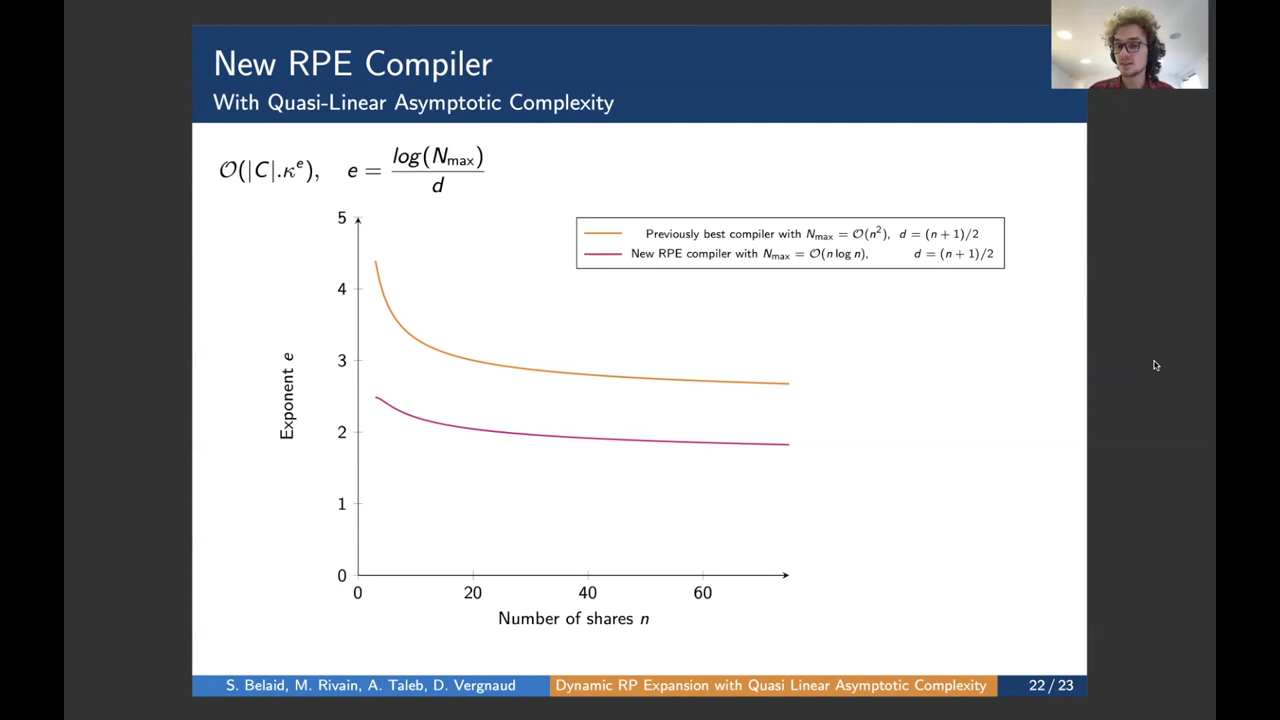 New RPE Compiler
With Quasi-Linear Asymptotic Complexity
𝒪(|C|.κ^e), e = log(N_max) / d
5
4
3
2
1
0
Exponent e
Previously best compiler with N_max = 𝒪(n²), d = (n + 1)/2
New RPE compiler with N_max = 𝒪(n log n), d = (n + 1)/2
0 20 40 60
Number of shares n
S. Belaid, M. Rivain, A. Taleb, D. Vergnaud
Dynamic RP Expansion with Quasi Linear Asymptotic Complexity
22 / 23